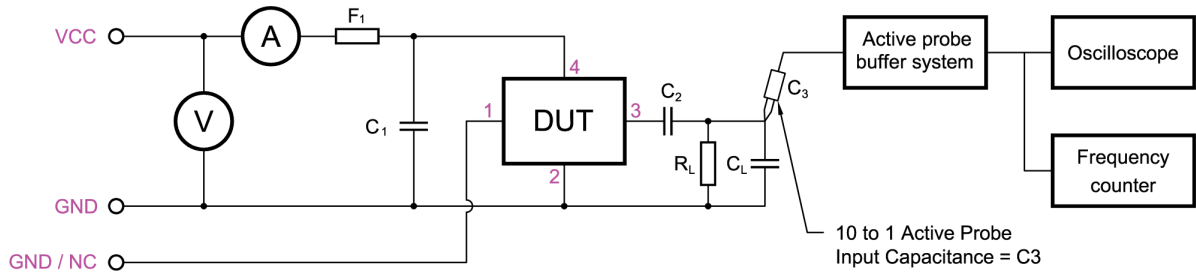 VCC
A
F1
4
V
C1
1
DUT
3
C2
2
RL
CL
C3
Active probe
buffer system
Oscilloscope
Frequency
counter
GND
GND / NC
10 to 1 Active Probe
Input Capacitance = C3